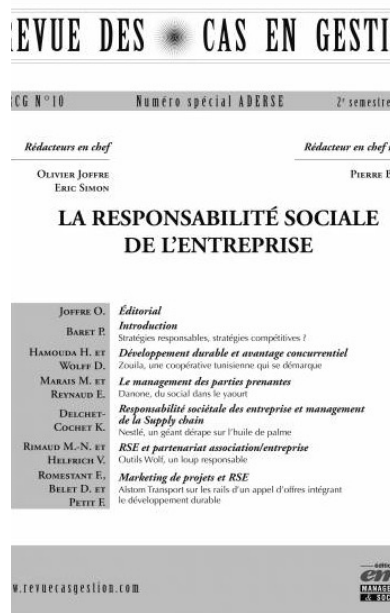 REVUE DES CAS EN GESTI
CG N°10
Numéro spécial ADERSE
2e semestre
Rédacteurs en chef
Rédacteur en chef
OLIVIER JOFFRE
ERIC SIMON
PIERRE B
LA RESPONSABILITÉ SOCIALE
DE L'ENTREPRISE
JOFFRE O.
Éditorial
BARET P.
Introduction
Stratégies responsables, stratégies compétitives ?
HAMOUDA H. ET
WOLFF D.
Développement durable et avantage concurrentiel
Zouila, une coopérative tunisienne qui se démarque
MARAIS M. ET
REYNAUD E.
Le management des parties prenantes
Danone, du social dans le yaourt
DELCHET-
COCHET K.
Responsabilité sociétale des entreprise et management
de la Supply chain
Nestlé, un géant dérape sur l'huile de palme
RIMAUD M.-N. ET
HELFRICH V.
RSE et partenariat association/entreprise
Outils Wolf, un loup responsable
ROMESTANT F.,
BELET D. ET
PETIT F.
Marketing de projets et RSE
Alstom Transport sur les rails d'un appel d'offres intégrant
le développement durable
w.revuecasgestion.com
em
MANAGE
& SOC